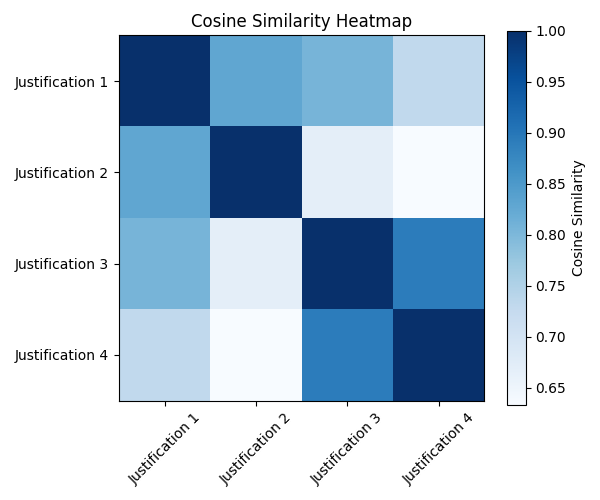 Cosine Similarity Heatmap
Justification 1
Justification 2
Justification 3
Justification 4
Justification 1
Justification 2
Justification 3
Justification 4
1.00
0.95
0.90
0.85
0.80
0.75
0.70
0.65
Cosine Similarity